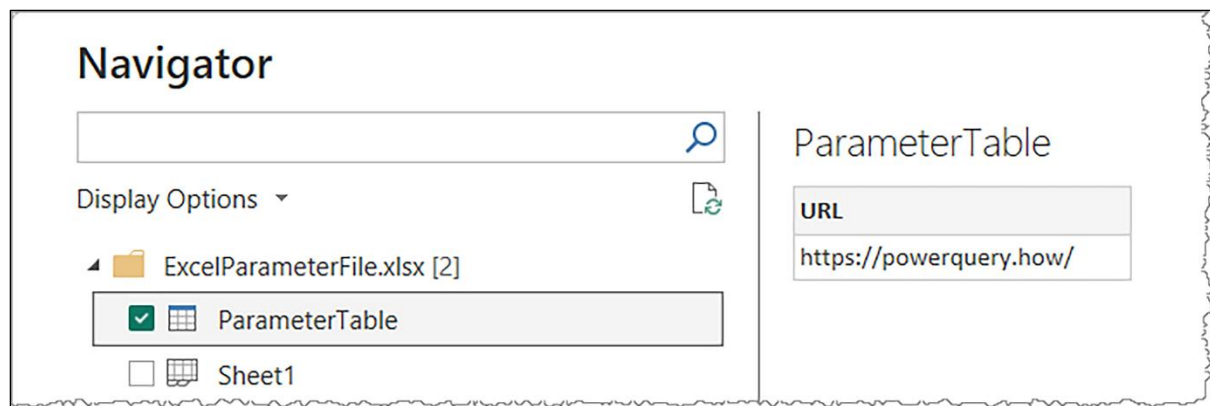 Navigator
Display Options
ExcelParameterFile.xlsx [2]
ParameterTable
Sheet1
ParameterTable
URL
https://powerquery.how/